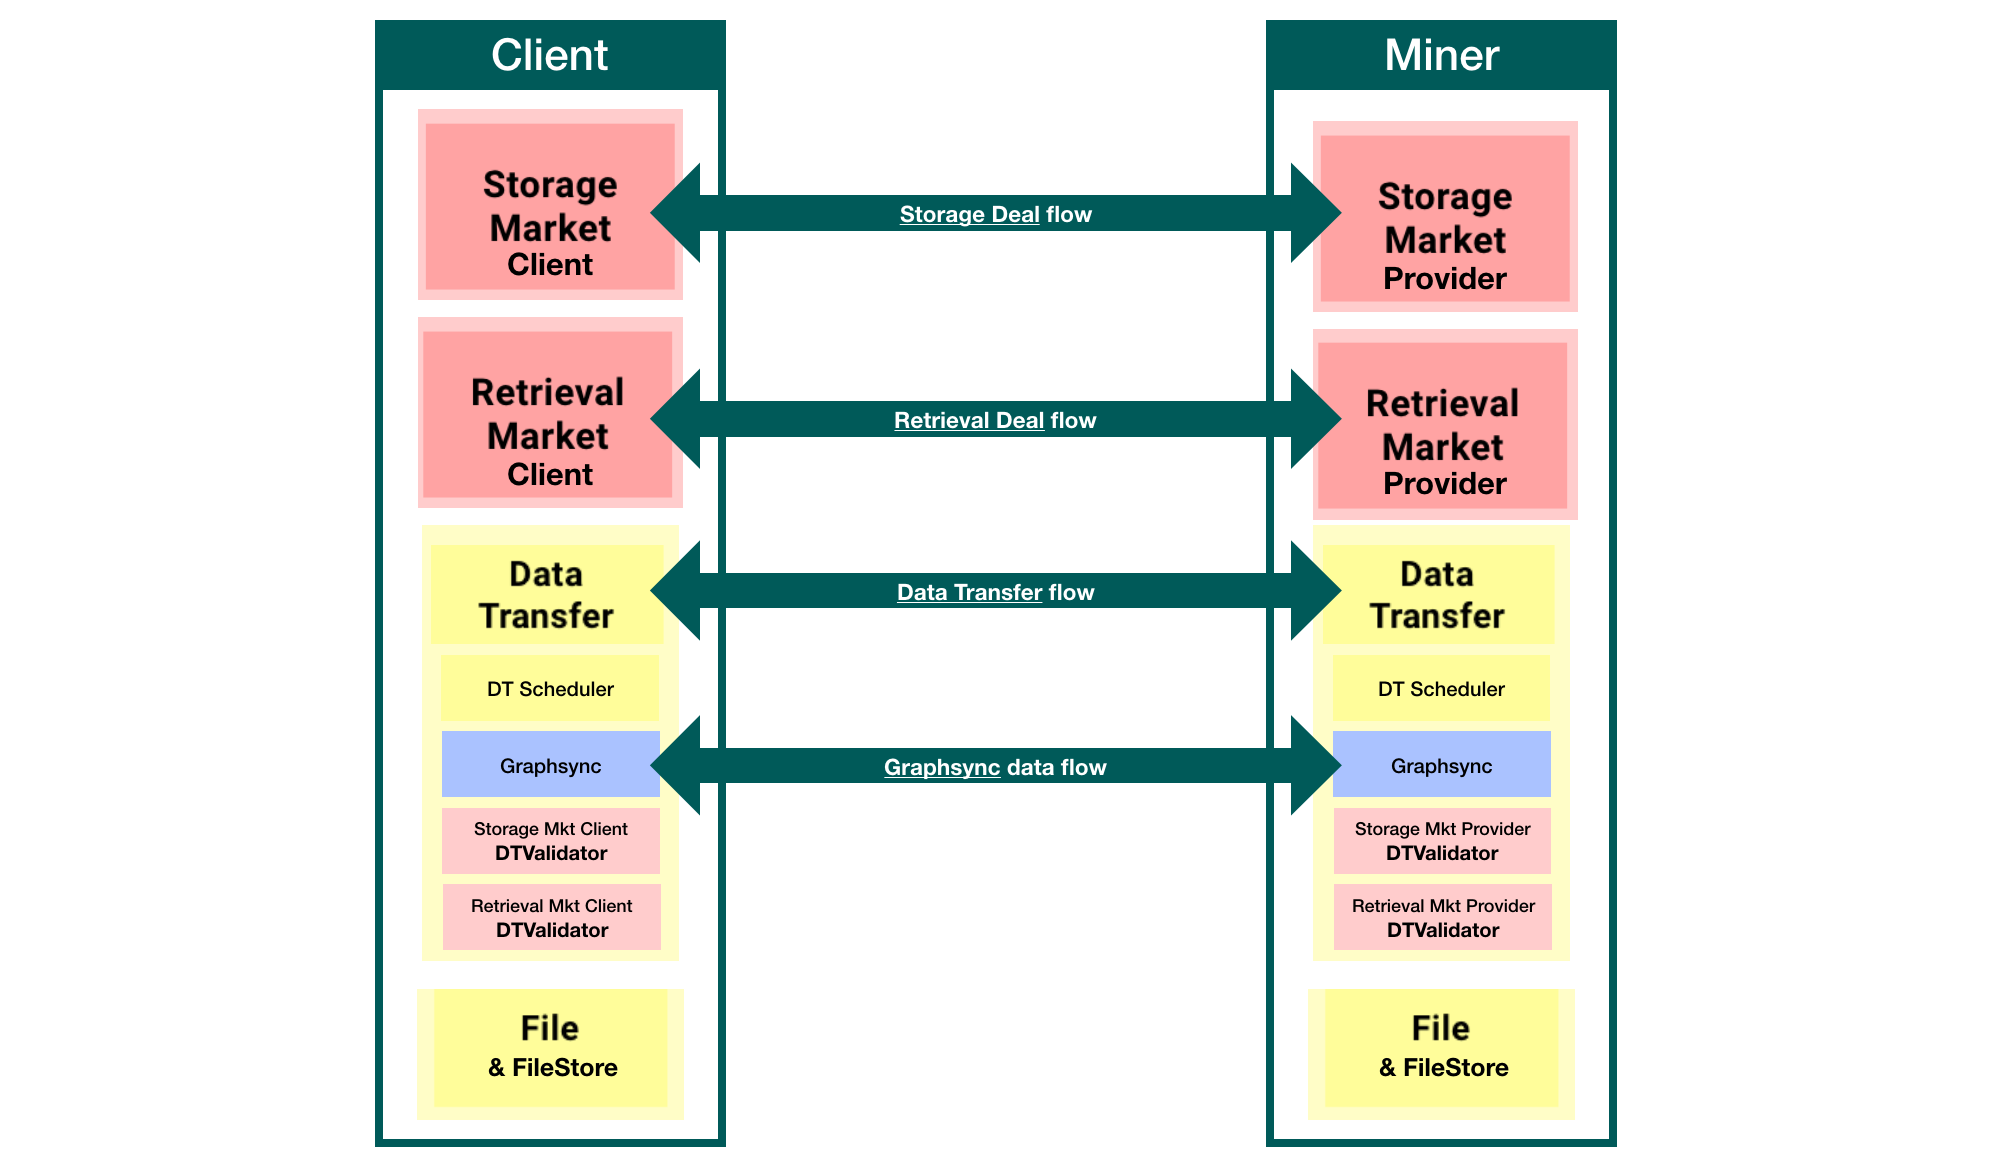 Client
Storage
Market
Client
Retrieval
Market
Client
Data
Transfer
DT Scheduler
Graphsync
Storage Mkt Client
DTValidator
Retrieval Mkt Client
DTValidator
File
& FileStore
Storage Deal flow
Retrieval Deal flow
Data Transfer flow
Graphsync data flow
Miner
Storage
Market
Provider
Retrieval
Market
Provider
Data
Transfer
DT Scheduler
Graphsync
Storage Mkt Provider
DTValidator
Retrieval Mkt Provider
DTValidator
File
& FileStore